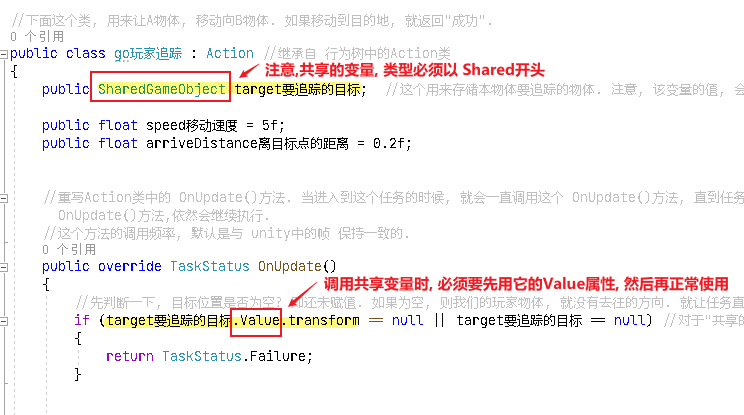 //下面这个类, 用来让A物体, 移动向B物体. 如果移动到目的地, 就返回"成功".
0 个引用
public class go玩家追踪 : Action //继承自 行为树中的Action类
注意,共享的变量, 类型必须以 Shared开头
{
public SharedGameObject target要追踪的目标; //这个用来存储本物体要追踪的物体. 注意, 该变量的值, 会
public float speed移动速度 = 5f;
public float arriveDistance离目标点的距离 = 0.2f;
//重写Action类中的 OnUpdate()方法. 当进入到这个任务的时候, 就会一直调用这个 OnUpdate()方法, 直到任
OnUpdate()方法,依然会继续执行.
//这个方法的调用频率, 默认是与 unity中的帧 保持一致的.
0 个引用
public override TaskStatus OnUpdate()
{
调用共享变量时, 必须要先用它的Value属性, 然后再正常使用
//先判断一下, 目标位置是否为空? 如还未赋值. 如果为空, 则我们的玩家物体, 就没有去往的方向. 就让任务直
if (target要追踪的目标.Value.transform == null || target要追踪的目标 == null) //对于"共享的
{
return TaskStatus.Failure;
}